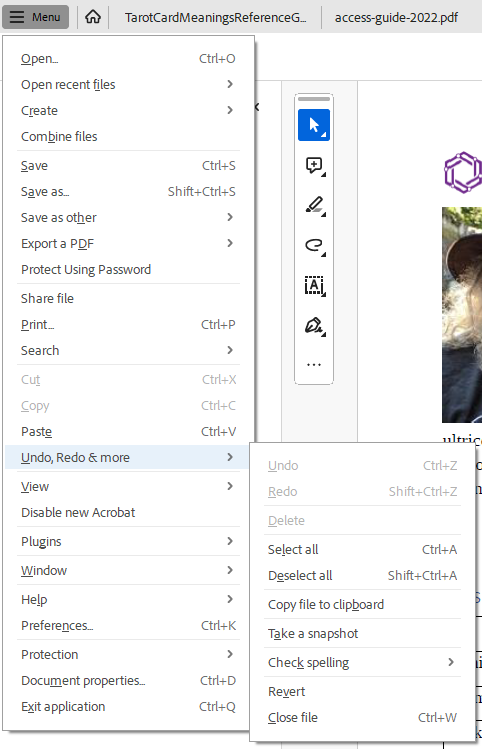 Menu
TarotCardMeaningsReferenceG...
access-guide-2022.pdf
Open... Ctrl+O
Open recent files
Create
Combine files
Save Ctrl+S
Save as... Shift+Ctrl+S
Save as other
Export a PDF
Protect Using Password
Share file
Print... Ctrl+P
Search
Cut Ctrl+X
Copy Ctrl+C
Paste Ctrl+V
Undo, Redo & more
View
Disable new Acrobat
Plugins
Window
Help
Preferences... Ctrl+K
Protection
Document properties... Ctrl+D
Exit application Ctrl+Q
Undo Ctrl+Z
Redo Shift+Ctrl+Z
Delete
Select all Ctrl+A
Deselect all Shift+Ctrl+A
Copy file to clipboard
Take a snapshot
Check spelling
Revert
Close file Ctrl+W